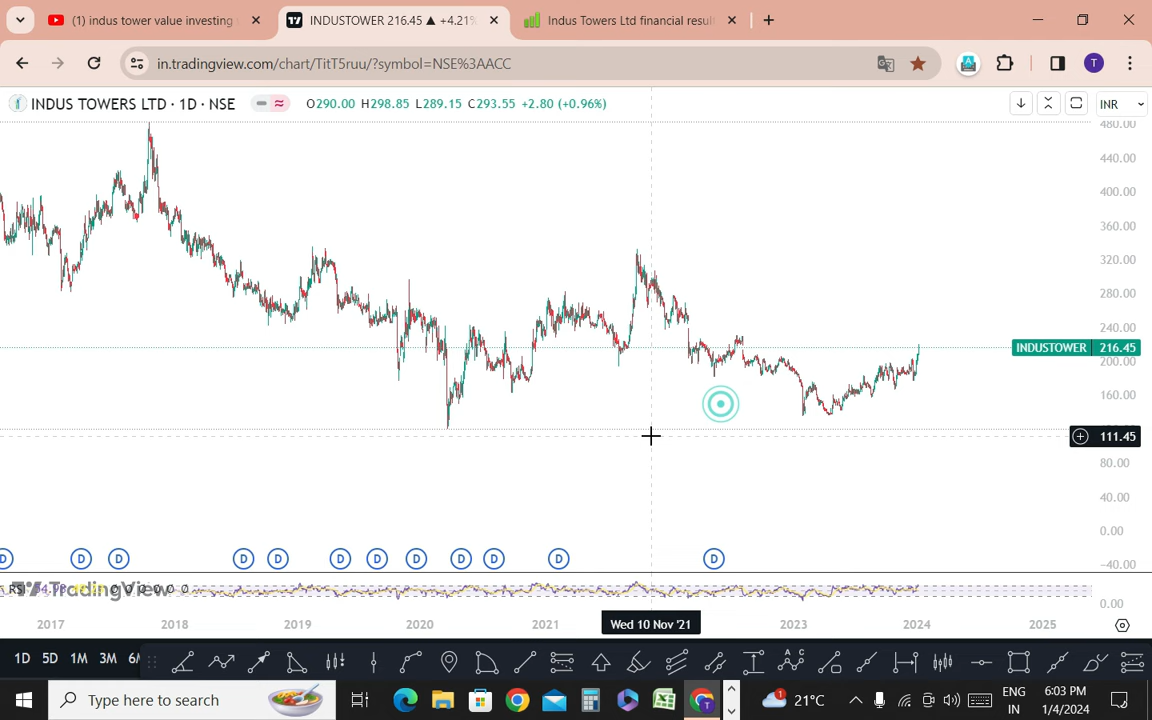 (1) indus tower value investing
INDUSTOWER 216.45 ▲ +4.21%
Indus Towers Ltd financial resul
in.tradingview.com/chart/TitT5ruu/?symbol=NSE%3AACC
T
INDUS TOWERS LTD · 1D · NSE
O290.00 H298.85 L289.15 C293.55 +2.80 (+0.96%)
INR
480.00
440.00
400.00
360.00
320.00
280.00
240.00
INDUSTOWER 216.45
200.00
160.00
111.45
80.00
40.00
0.00
−40.00
D D D D D D D D D D D D D
RSI
TradingView
0.00
2017 2018 2019 2020 2021 Wed 10 Nov '21 2023 2024 2025
1D 5D 1M 3M 6M
Type here to search
21°C
ENG
IN
6:03 PM
1/4/2024